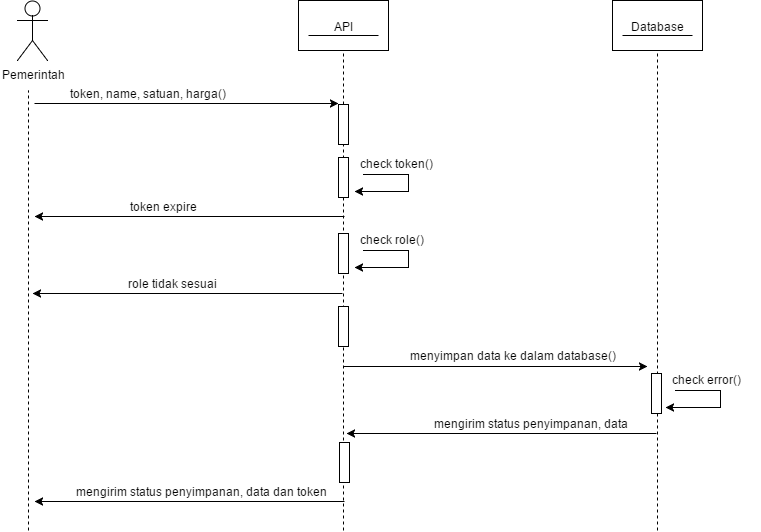 API
Database
Pemerintah
token, name, satuan, harga()
check token()
token expire
check role()
role tidak sesuai
menyimpan data ke dalam database()
check error()
mengirim status penyimpanan, data
mengirim status penyimpanan, data dan token